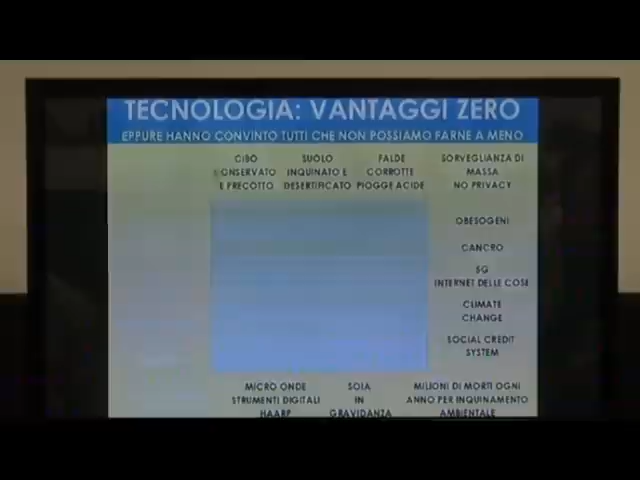 TECNOLOGIA: VANTAGGI ZERO
EPPURE HANNO CONVINTO TUTTI CHE NON POSSIAMO FARNE A MENO
CIBO
CONSERVATO
E PRECOTTO
SUOLO
INQUINATO E
DESERTIFICATO
FALDE
CORROTTE
PIOGGE ACIDE
SORVEGLIANZA DI
MASSA
NO PRIVACY
OBESOGENI
CANCRO
5G
INTERNET DELLE COSE
CLIMATE
CHANGE
SOCIAL CREDIT
SYSTEM
MICRO ONDE
STRUMENTI DIGITALI
HAARP
SOIA
IN
GRAVIDANZA
MILIONI DI MORTI OGNI
ANNO PER INQUINAMENTO
AMBIENTALE